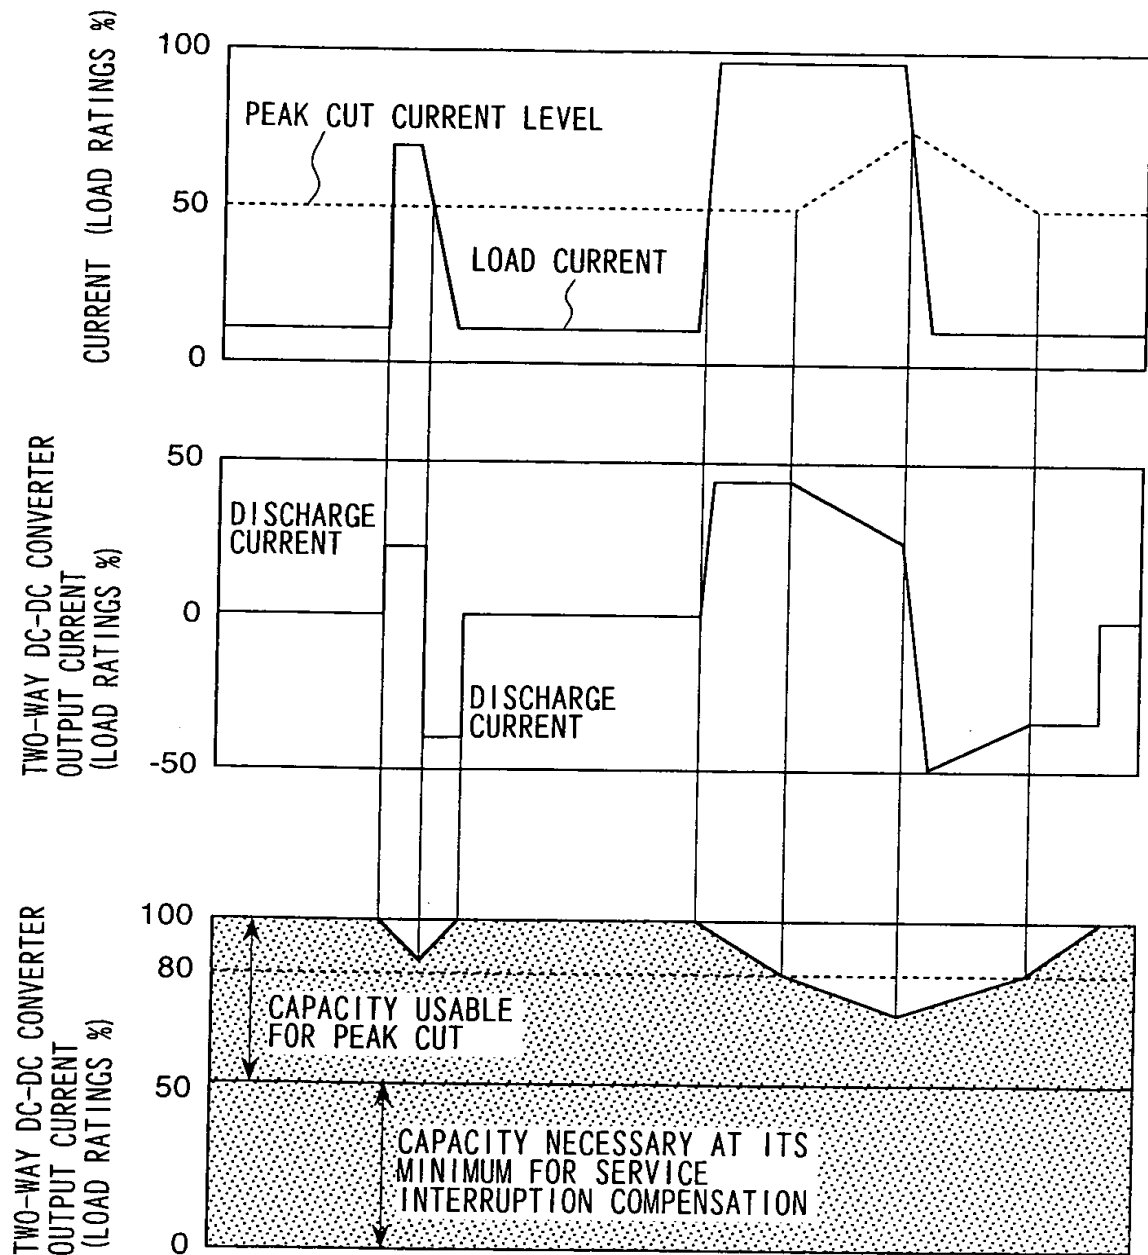 CURRENT (LOAD RATINGS %)
100
PEAK CUT CURRENT LEVEL
50
LOAD CURRENT
0
TWO-WAY DC-DC CONVERTER
OUTPUT CURRENT
(LOAD RATINGS %)
50
DISCHARGE
CURRENT
0
DISCHARGE
CURRENT
-50
TWO-WAY DC-DC CONVERTER
OUTPUT CURRENT
(LOAD RATINGS %)
100
80
CAPACITY USABLE
FOR PEAK CUT
50
CAPACITY NECESSARY AT ITS
MINIMUM FOR SERVICE
INTERRUPTION COMPENSATION
0